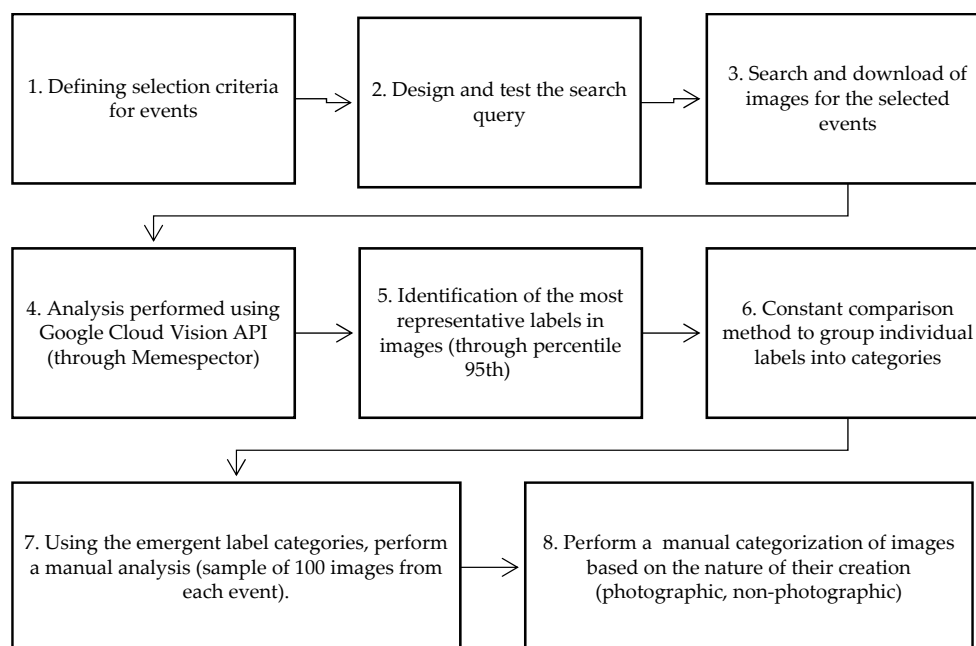 1. Defining selection criteria
for events
2. Design and test the search
query
3. Search and download of
images for the selected
events
4. Analysis performed using
Google Cloud Vision API
(through Memespector)
5. Identification of the most
representative labels in
images (through percentile
95th)
6. Constant comparison
method to group individual
labels into categories
7. Using the emergent label categories, perform
a manual analysis (sample of 100 images from
each event).
8. Perform a manual categorization of images
based on the nature of their creation
(photographic, non-photographic)